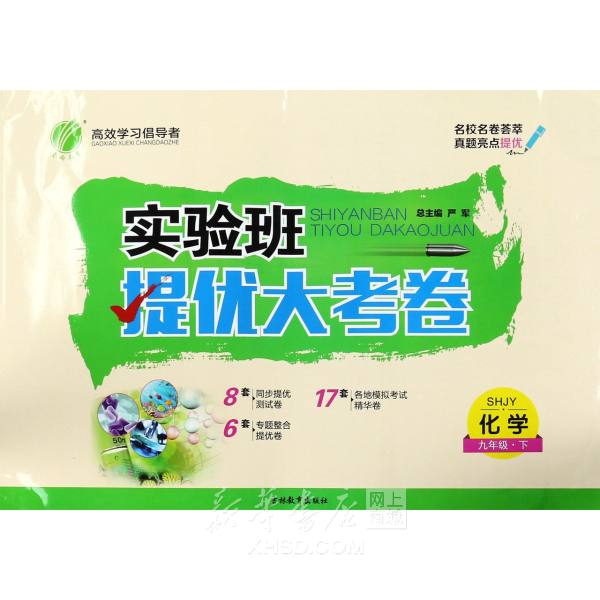 高效学习倡导者
GAOXIAO XUEXI CHANGDAOZHE
名校名卷荟萃
真题亮点提优
实验班
SHIYANBAN
TIYOU DAKAOJUAN
总主编 严军
提优大考卷
8套 同步提优
测试卷
17套 各地模拟考试
精华卷
6套 专题整合
提优卷
50m
SHJY
化学
九年级·下
吉林教育出版社
新华书店
网上商城
XHSD.COM